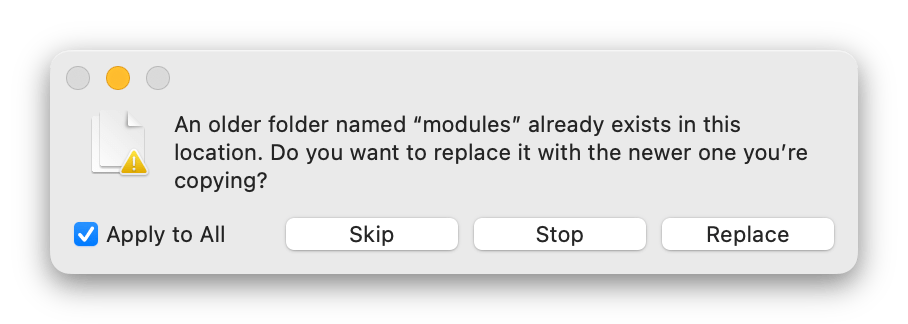 An older folder named “modules” already exists in this
location. Do you want to replace it with the newer one you’re
copying?
Apply to All
Skip
Stop
Replace